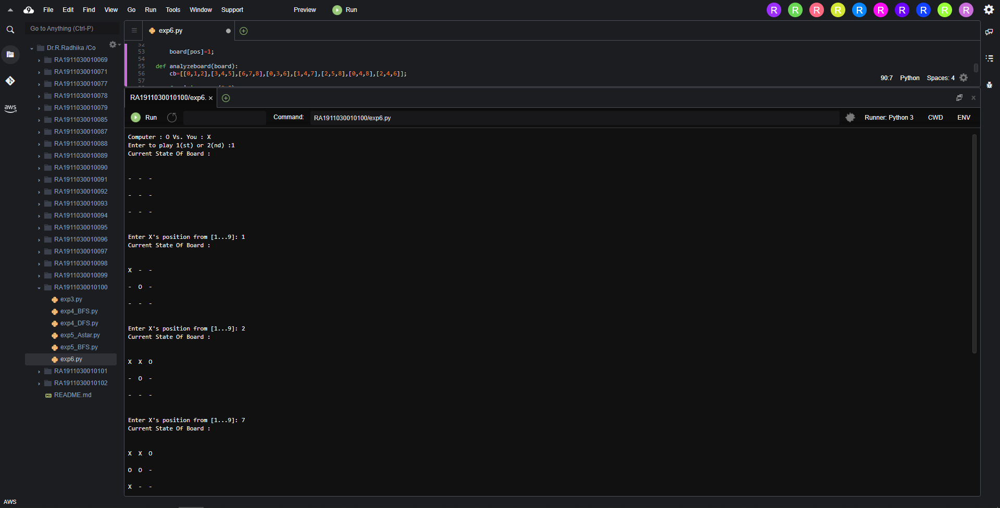 File Edit Find View Go Run Tools Window Support Preview Run
R R R R R R R R R R
Go to Anything (Ctrl-P)
aws
Dr.R.Radhika /Co
RA1911030010069
RA1911030010071
RA1911030010077
RA1911030010078
RA1911030010079
RA1911030010085
RA1911030010087
RA1911030010088
RA1911030010089
RA1911030010090
RA1911030010091
RA1911030010092
RA1911030010093
RA1911030010094
RA1911030010095
RA1911030010096
RA1911030010097
RA1911030010098
RA1911030010099
RA1911030010100
exp3.py
exp4_BFS.py
exp4_DFS.py
exp5_Astar.py
exp5_BFS.py
exp6.py
RA1911030010101
RA1911030010102
README.md
AWS
exp6.py
52
53 board[pos]=1;
54
55 def analyzeboard(board):
56 cb=[[0,1,2],[3,4,5],[6,7,8],[0,3,6],[1,4,7],[2,5,8],[0,4,8],[2,4,6]];
57
90:7 Python Spaces: 4
RA1911030010100/exp6. ×
Run Command: RA1911030010100/exp6.py Runner: Python 3 CWD ENV
Computer : O Vs. You : X
Enter to play 1(st) or 2(nd) :1
Current State Of Board :
- - -
- - -
- - -
Enter X's position from [1...9]: 1
Current State Of Board :
X - -
- O -
- - -
Enter X's position from [1...9]: 2
Current State Of Board :
X X O
- O -
- - -
Enter X's position from [1...9]: 7
Current State Of Board :
X X O
O O -
X - -